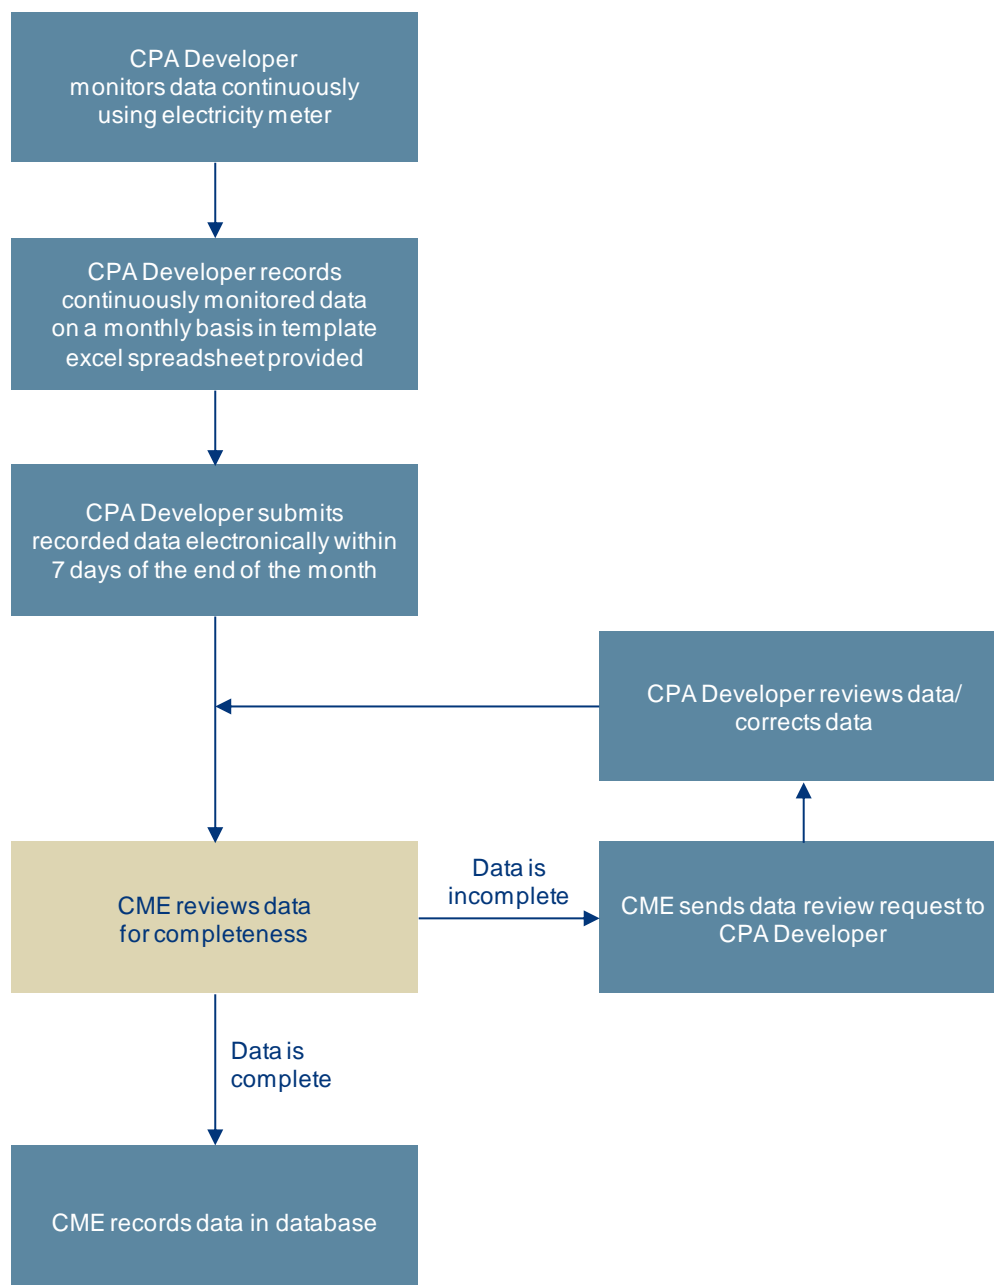 CPA Developer
monitors data continuously
using electricity meter
CPA Developer records
continuously monitored data
on a monthly basis in template
excel spreadsheet provided
CPA Developer submits
recorded data electronically within
7 days of the end of the month
CPA Developer reviews data/
corrects data
CME reviews data
for completeness
Data is
incomplete
CME sends data review request to
CPA Developer
Data is
complete
CME records data in database